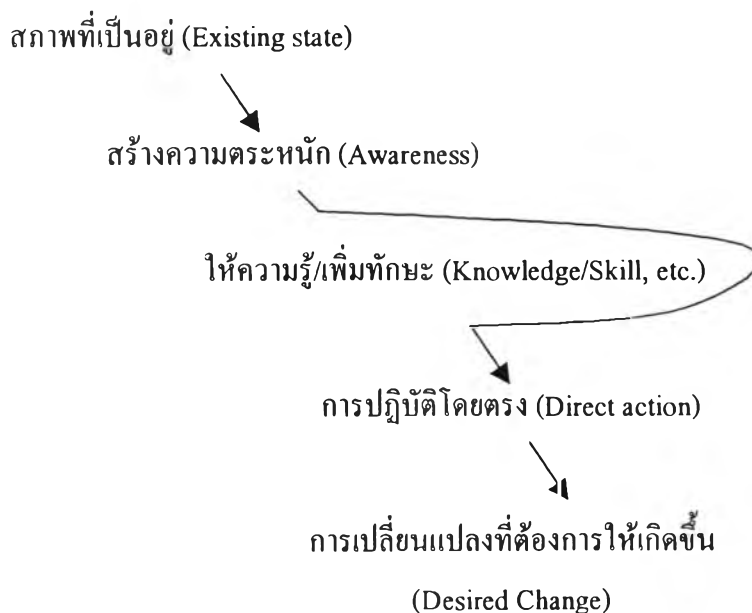 สภาพที่เป็นอยู่ (Existing state)
สร้างความตระหนัก (Awareness)
ให้ความรู้/เพิ่มทักษะ (Knowledge/Skill, etc.)
การปฏิบัติโดยตรง (Direct action)
การเปลี่ยนแปลงที่ต้องการให้เกิดขึ้น
(Desired Change)